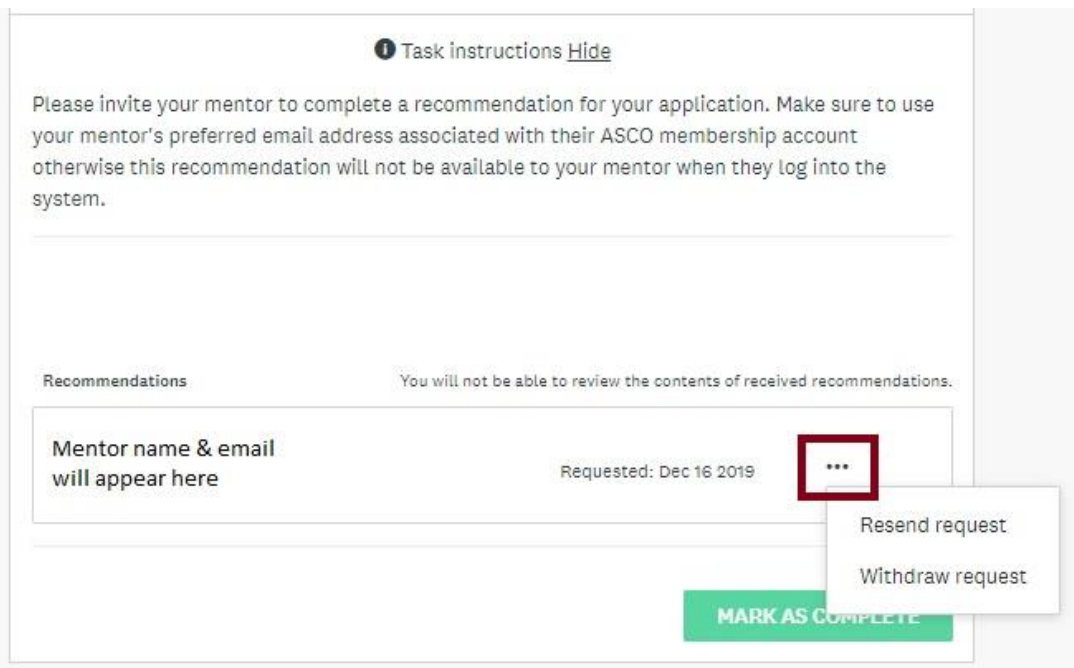 Task instructions Hide
Please invite your mentor to complete a recommendation for your application. Make sure to use
your mentor's preferred email address associated with their ASCO membership account
otherwise this recommendation will not be available to your mentor when they log into the
system.
Recommendations You will not be able to review the contents of received recommendations.
Mentor name & email
will appear here
Requested: Dec 16 2019 •••
Resend request
Withdraw request
MARK AS COMPLETE